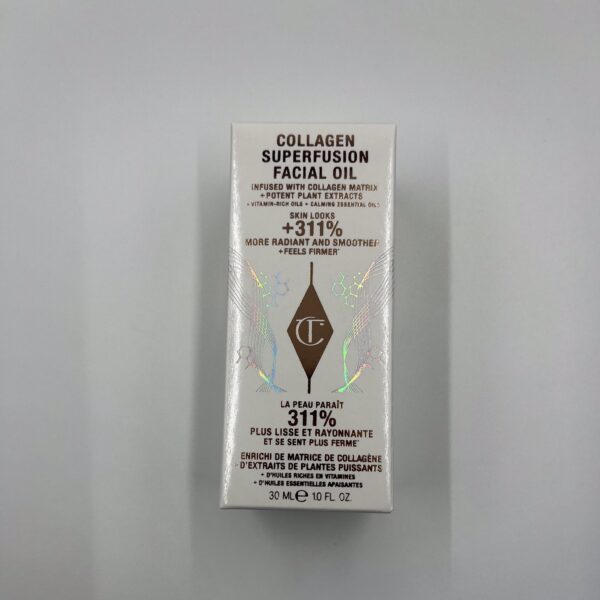 COLLAGEN
SUPERFUSION
FACIAL OIL
INFUSED WITH COLLAGEN MATRIX
+ POTENT PLANT EXTRACTS
+ VITAMIN-RICH OILS + CALMING ESSENTIAL OILS
SKIN LOOKS
+311%
MORE RADIANT AND SMOOTHER
+ FEELS FIRMER*
CT
LA PEAU PARAÎT
311%
PLUS LISSE ET RAYONNANTE
ET SE SENT PLUS FERME*
ENRICHI DE MATRICE DE COLLAGÈNE
+ D'EXTRAITS DE PLANTES PUISSANTS
+ D'HUILES RICHES EN VITAMINES
+ D'HUILES ESSENTIELLES APAISANTES
30 ML ℮ 1.0 FL. OZ.